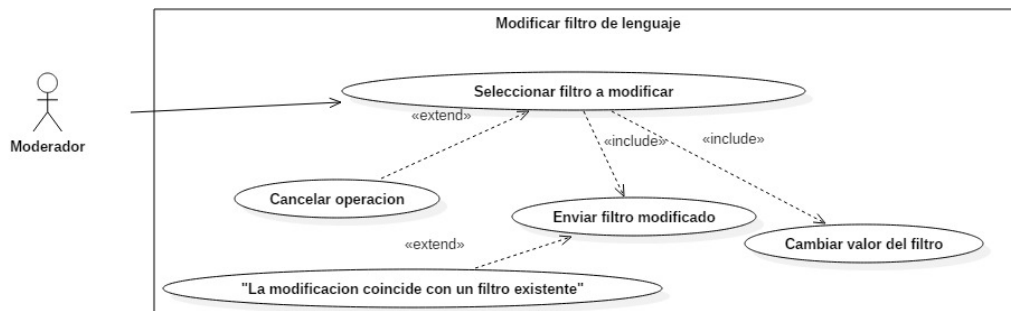 Modificar filtro de lenguaje
Seleccionar filtro a modificar
«extend»
«include»
«include»
Moderador
Cancelar operacion
Enviar filtro modificado
Cambiar valor del filtro
«extend»
"La modificacion coincide con un filtro existente"